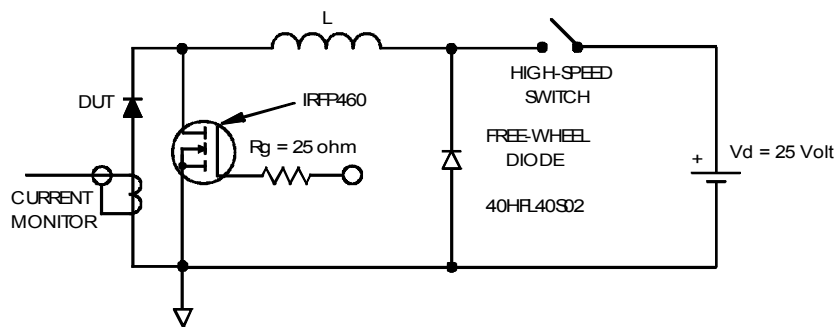 L
HIGH-SPEED
SWITCH
DUT
IRFP460
Rg = 25 ohm
FREE-WHEEL
DIODE
+
Vd = 25 Volt
40HFL40S02
CURRENT
MONITOR